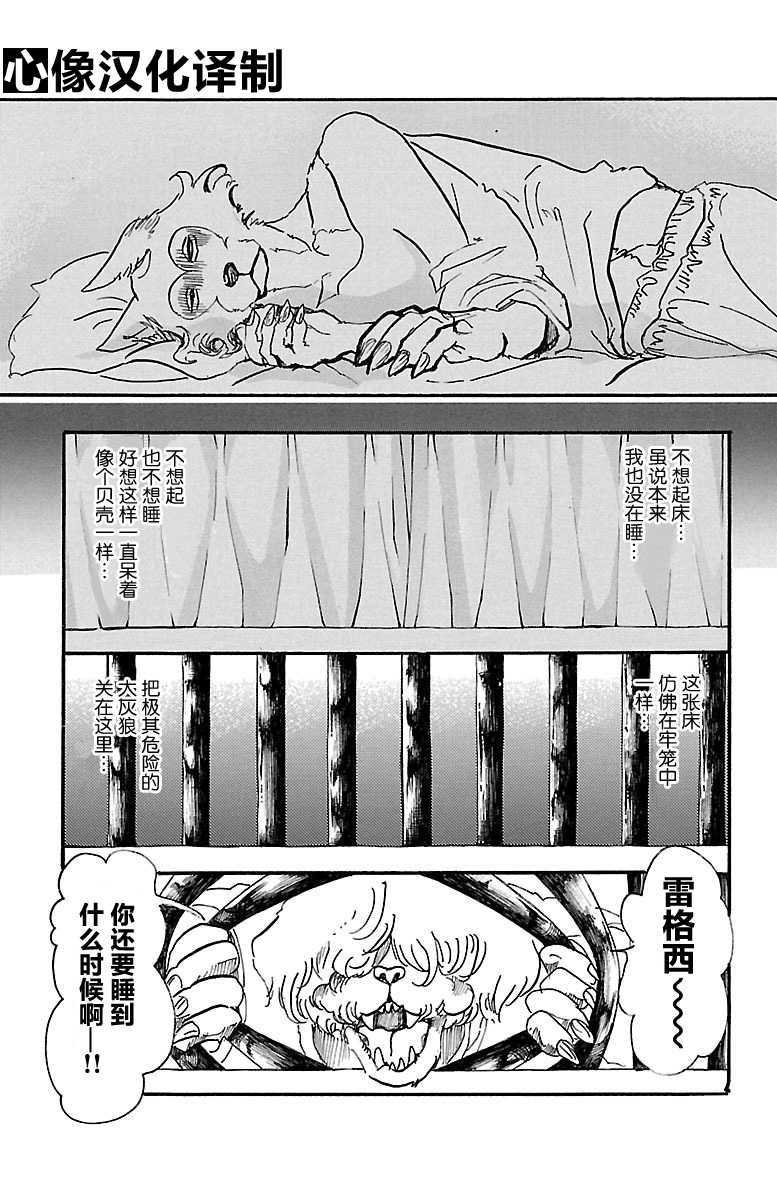 心像汉化译制
不想起床…
虽说本来
我也没在睡…
不想起
也不想睡
好想这样一直呆着
像个贝壳一样…
这张床
仿佛在牢笼中
一样…
把极其危险的
大灰狼
关在这里…
雷格西～～
你还要睡到
什么时候啊—!!